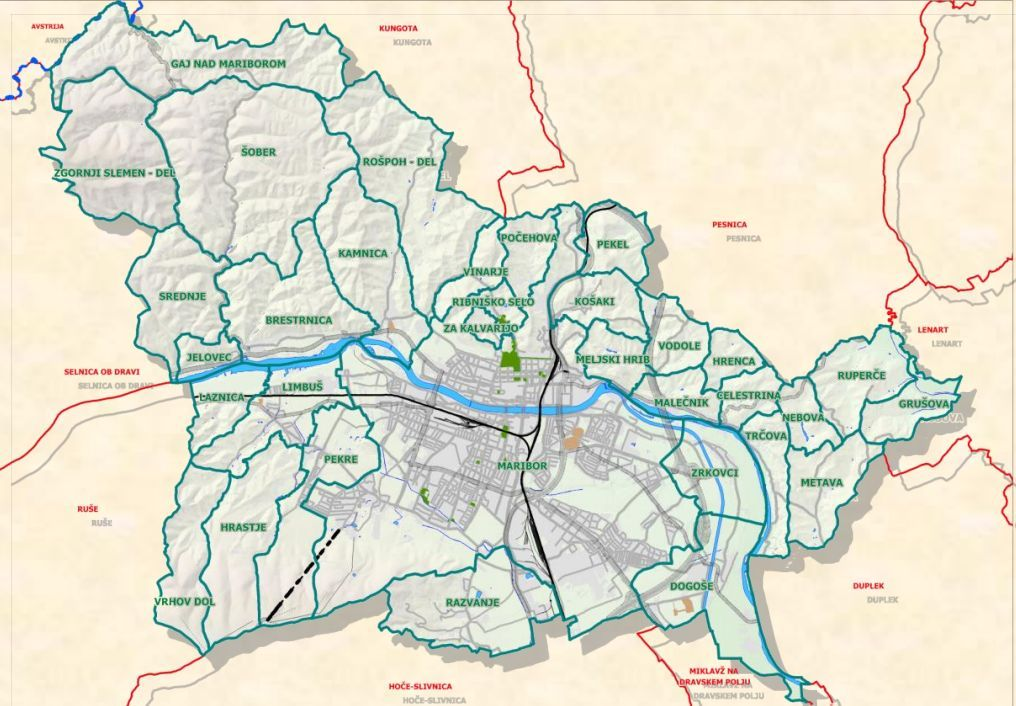 AVSTRIJA
AVSTRIJA
KUNGOTA
KUNGOTA
GAJ NAD MARIBOROM
ŠOBER
ROŠPOH - DEL
ZGORNJI SLEMEN - DEL
PESNICA
PESNICA
POČEHOVA
PEKEL
KAMNICA
VINARJE
SREDNJE
RIBNIŠKO SELO
KOŠAKI
BRESTRNICA
ZA KALVARIJO
LENART
LENART
JELOVEC
MELJSKI HRIB
VODOLE
HRENCA
SELNICA OB DRAVI
SELNICA OB DRAVI
LIMBUŠ
RUPERČE
LAZNICA
MALEČNIK
CELESTRINA
GRUŠOVA
NEBOVA
TRČOVA
PEKRE
MARIBOR
ZRKOVCI
METAVA
RUŠE
RUŠE
HRASTJE
VRHOV DOL
RAZVANJE
DOGOŠE
DUPLEK
DUPLEK
HOČE-SLIVNICA
HOČE-SLIVNICA
MIKLAVŽ NA
DRAVSKEM POLJU
MIKLAVŽ NA
DRAVSKEM POLJU